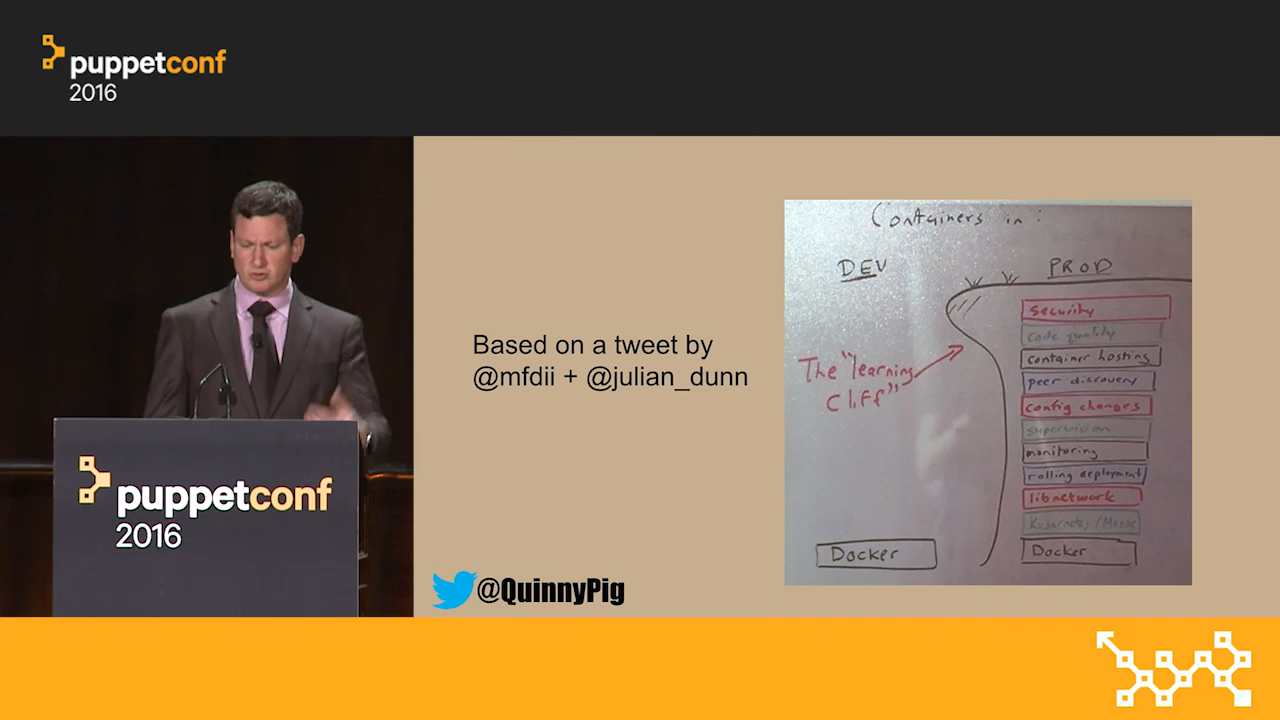 puppetconf
2016
puppetconf
2016
Based on a tweet by
@mfdii + @julian_dunn
@QuinnyPig
Containers in:
DEV
PROD
The "learning
cliff"
Docker
security
code quality
container hosting
peer discovery
config changes
supervision
monitoring
rolling deployment
libnetwork
Kubernetes/Mesos
Docker